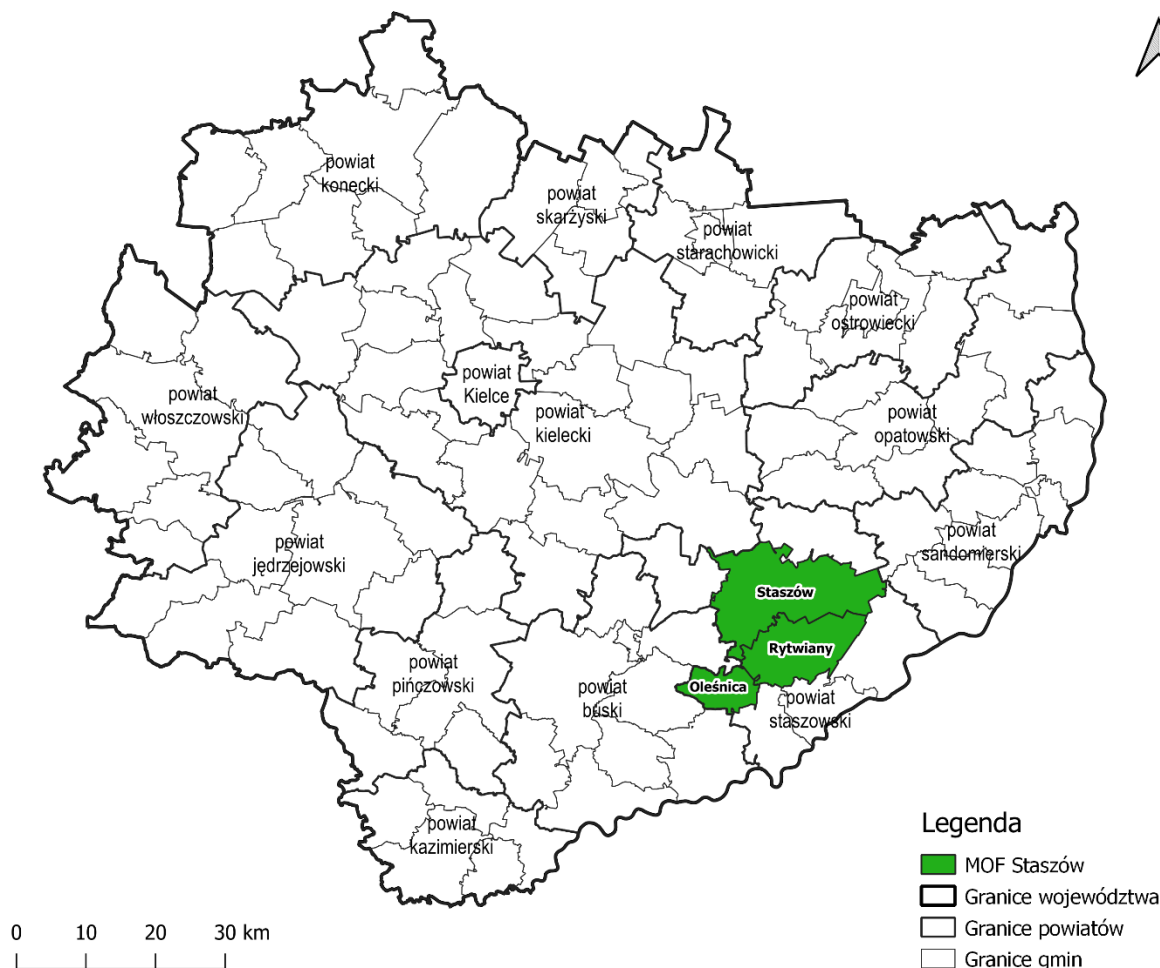 powiat
konecki
powiat
skarżyski
powiat
starachowicki
powiat
ostrowiecki
powiat
Kielce
powiat
włoszczowski
powiat
kielecki
powiat
opatowski
powiat
jędrzejowski
powiat
sandomierski
Staszów
Rytwiany
Oleśnica
powiat
pińczowski
powiat
buski
powiat
staszowski
powiat
kazimierski
Legenda
MOF Staszów
Granice województwa
Granice powiatów
Granice gmin
0 10 20 30 km